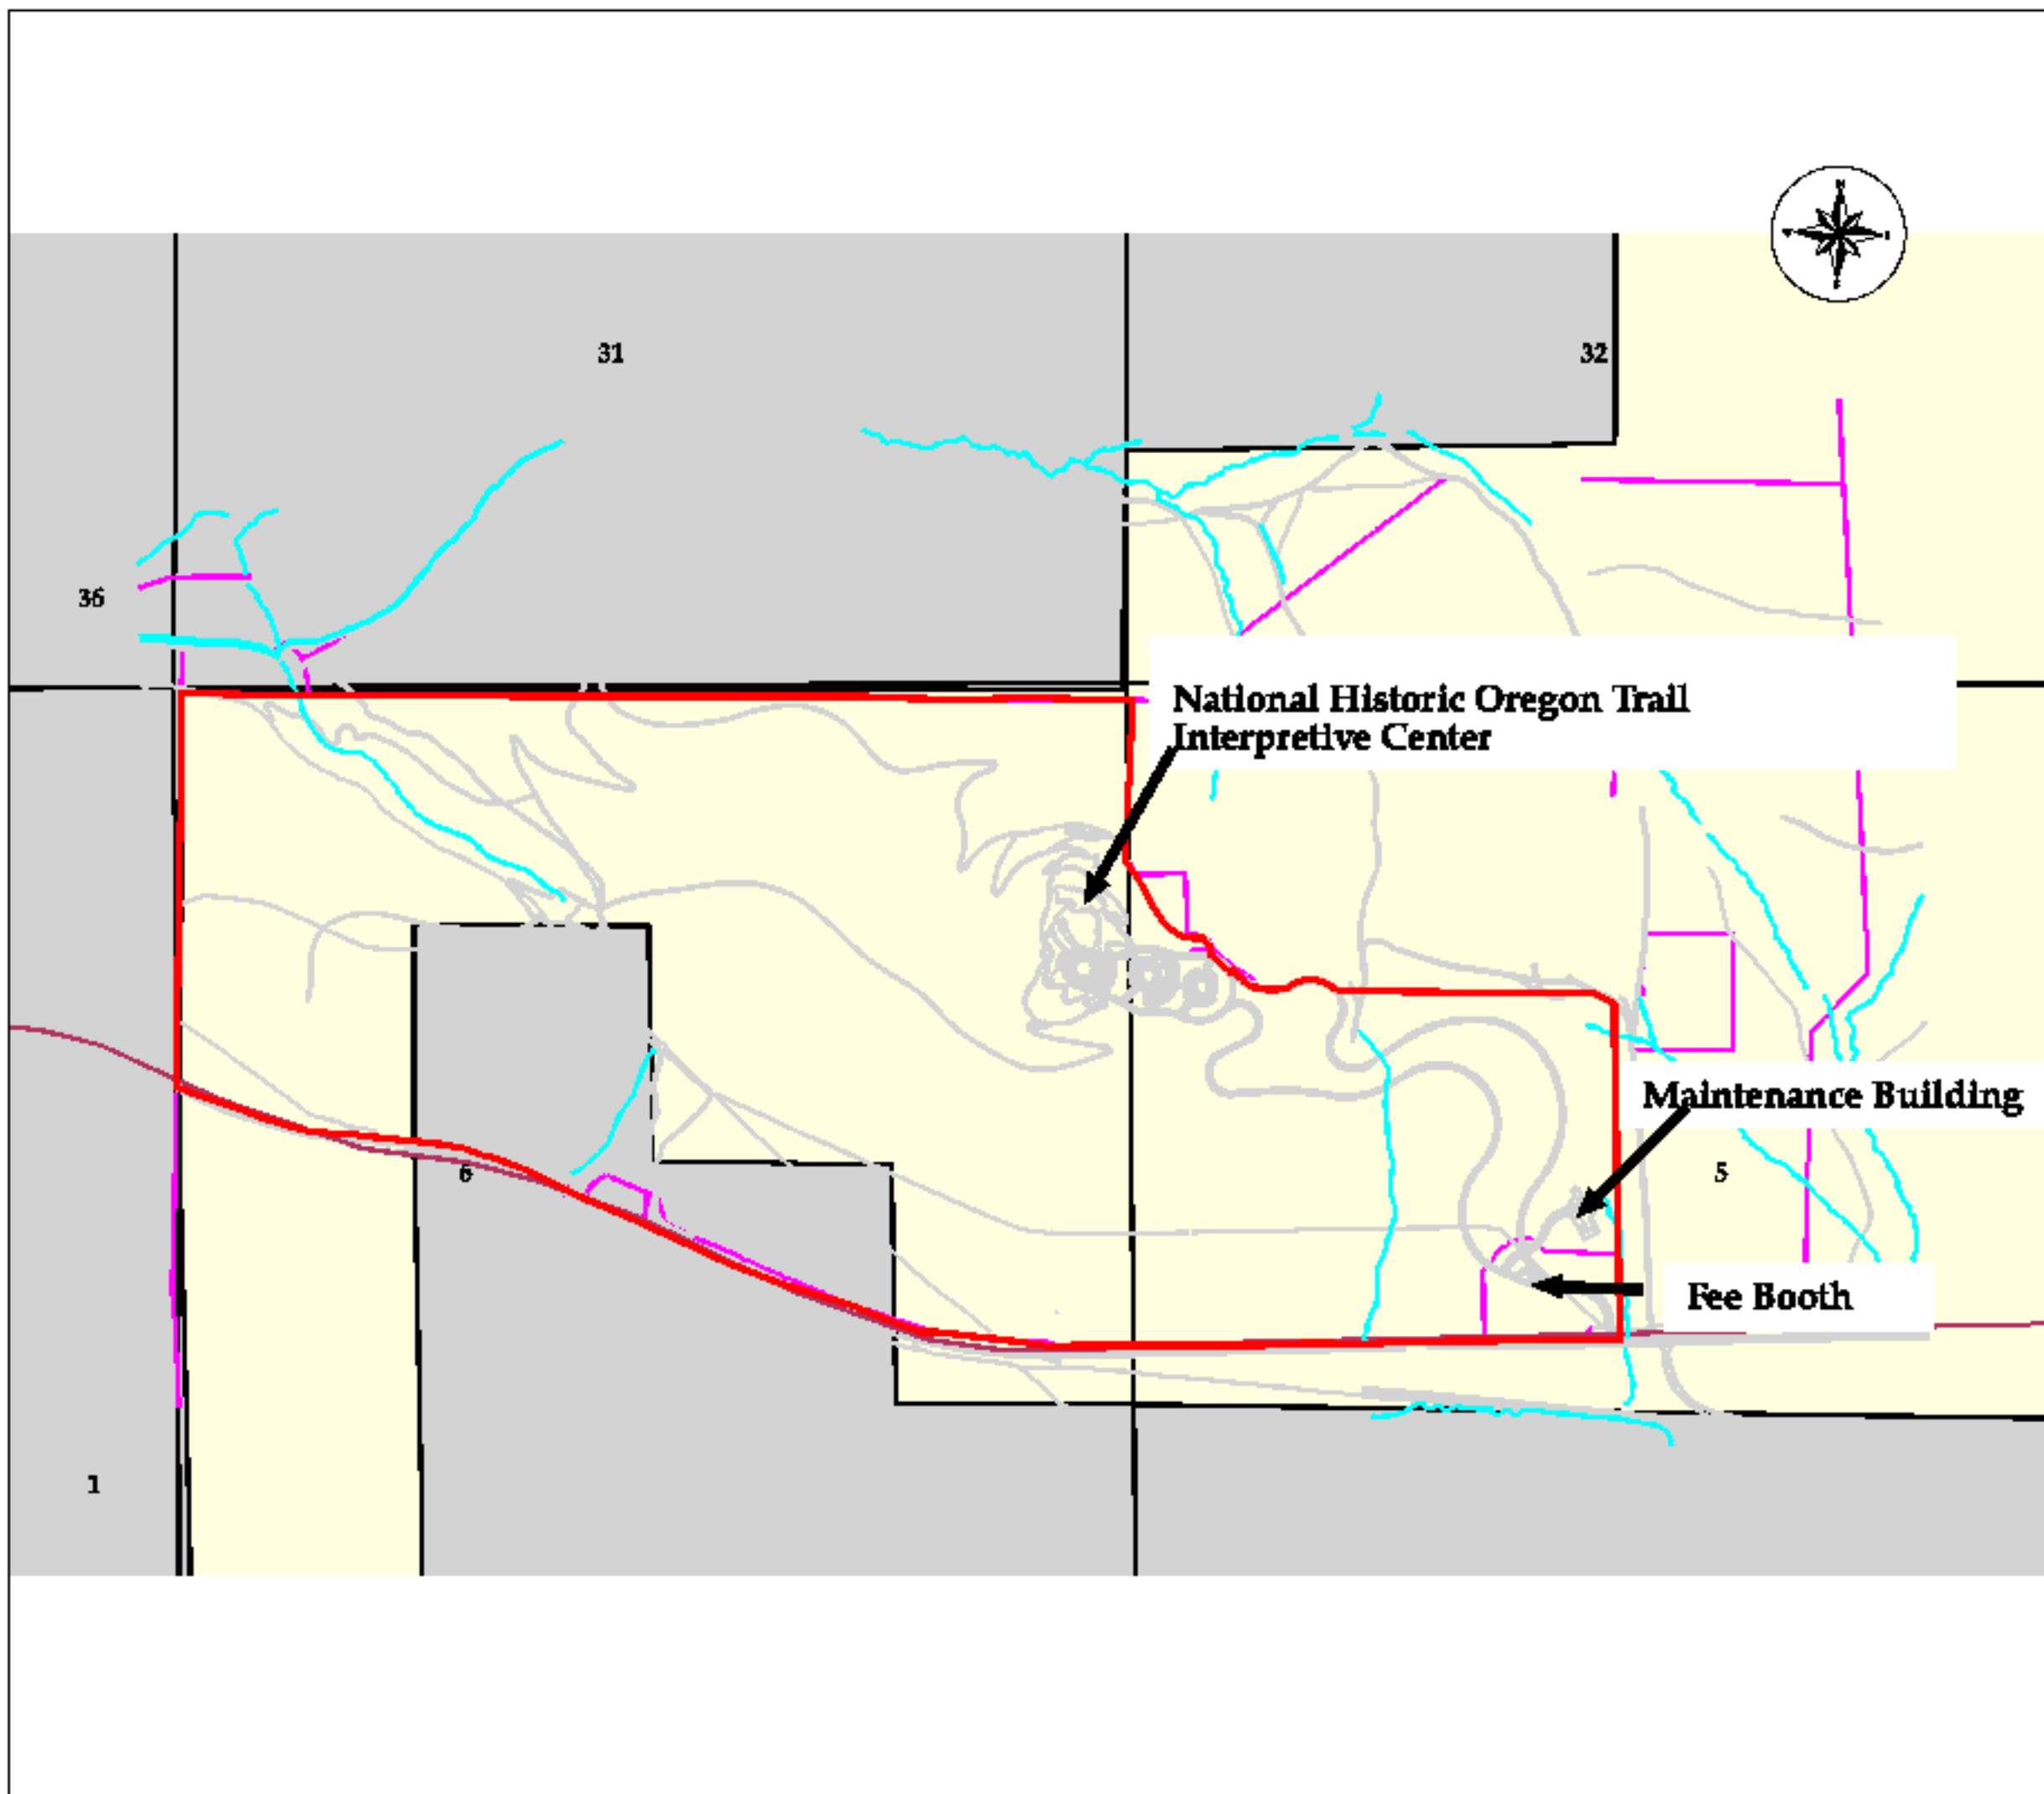 N
31
32
36
National Historic Oregon Trail
Interpretive Center
Maintenance Building
6
5
Fee Booth
1